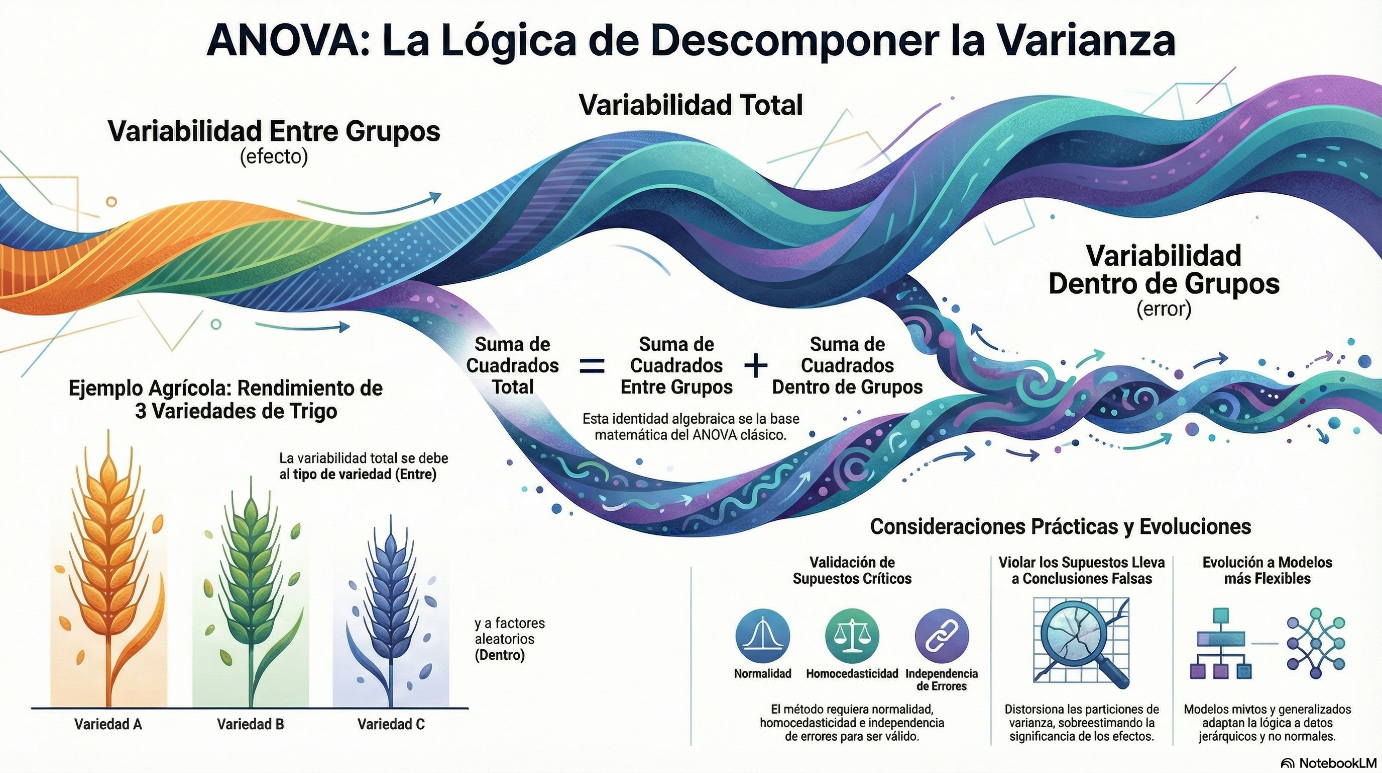 ANOVA: La Lógica de Descomponer la Varianza
Variabilidad Entre Grupos
(efecto)
Variabilidad Total
Variabilidad
Dentro de Grupos
(error)
Suma de
Cuadrados
Total
=
Suma de
Cuadrados
Entre Grupos
+
Suma de
Cuadrados
Dentro de Grupos
Esta identidad algebraica se la base
matemática del ANOVA clásico.
Ejemplo Agrícola: Rendimiento de
3 Variedades de Trigo
La variabilidad total se debe
al tipo de variedad (Entre)
y a factores
aleatorios
(Dentro)
Variedad A
Variedad B
Variedad C
Consideraciones Prácticas y Evoluciones
Validación de
Supuestos Críticos
Normalidad
Homocedasticidad
Independencia
de Errores
El método requiera normalidad,
homocedasticidad e independencia
de errores para ser válido.
Violar los Supuestos Lleva
a Conclusiones Falsas
Distorsiona las particiones de
varianza, sobreestimando la
significancia de los efectos.
Evolución a Modelos
más Flexibles
Modelos mivtos y generalizados
adaptan la lógica a datos
jerárquicos y no normales.
NotebookLM